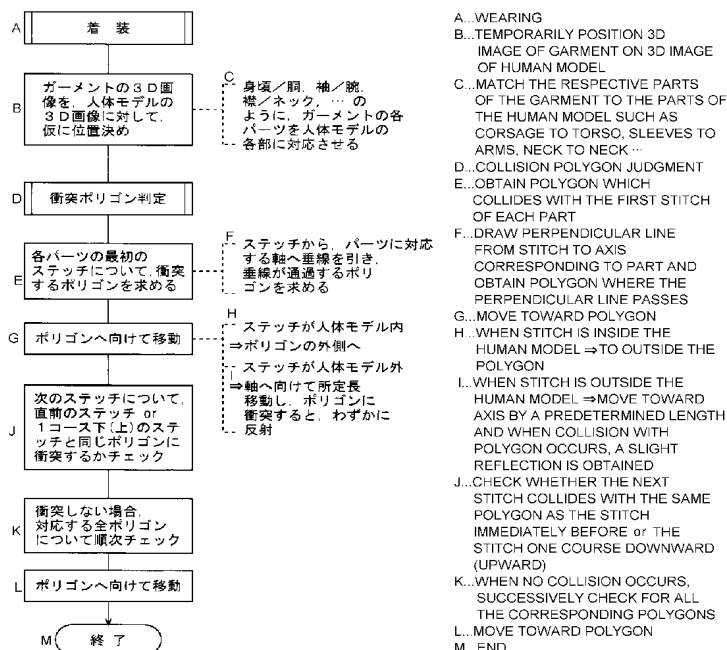 A
着 装
B
ガーメントの3D画
像を，人体モデルの
3D画像に対して，
仮に位置決め
C
身頃/胴，袖/腕，
襟/ネック，… の
ように，ガーメントの各
パーツを人体モデルの
各部に対応させる
D
衝突ポリゴン判定
E
各パーツの最初の
ステッチについて，衝突
するポリゴンを求める
F
ステッチから，パーツに対応
する軸へ垂線を引き，
垂線が通過するポリ
ゴンを求める
G
ポリゴンへ向けて移動
H
ステッチが人体モデル内
⇒ポリゴンの外側へ
I
ステッチが人体モデル外
⇒軸へ向けて所定長
移動し，ポリゴンに
衝突すると，わずかに
反射
J
次のステッチについて，
直前のステッチ or
1コース下(上)のステ
ッチと同じポリゴンに
衝突するかチェック
K
衝突しない場合，
対応する全ポリゴン
について順次チェック
L
ポリゴンへ向けて移動
M
終 了
A...WEARING
B...TEMPORARILY POSITION 3D
IMAGE OF GARMENT ON 3D IMAGE
OF HUMAN MODEL
C...MATCH THE RESPECTIVE PARTS
OF THE GARMENT TO THE PARTS OF
THE HUMAN MODEL SUCH AS
CORSAGE TO TORSO, SLEEVES TO
ARMS, NECK TO NECK ···
D...COLLISION POLYGON JUDGMENT
E...OBTAIN POLYGON WHICH
COLLIDES WITH THE FIRST STITCH
OF EACH PART
F...DRAW PERPENDICULAR LINE
FROM STITCH TO AXIS
CORRESPONDING TO PART AND
OBTAIN POLYGON WHERE THE
PERPENDICULAR LINE PASSES
G...MOVE TOWARD POLYGON
H...WHEN STITCH IS INSIDE THE
HUMAN MODEL ⇒TO OUTSIDE THE
POLYGON
I...WHEN STITCH IS OUTSIDE THE
HUMAN MODEL ⇒MOVE TOWARD
AXIS BY A PREDETERMINED LENGTH
AND WHEN COLLISION WITH
POLYGON OCCURS, A SLIGHT
REFLECTION IS OBTAINED
J...CHECK WHETHER THE NEXT
STITCH COLLIDES WITH THE SAME
POLYGON AS THE STITCH
IMMEDIATELY BEFORE or THE
STITCH ONE COURSE DOWNWARD
(UPWARD)
K...WHEN NO COLLISION OCCURS,
SUCCESSIVELY CHECK FOR ALL
THE CORRESPONDING POLYGONS
L...MOVE TOWARD POLYGON
M...END